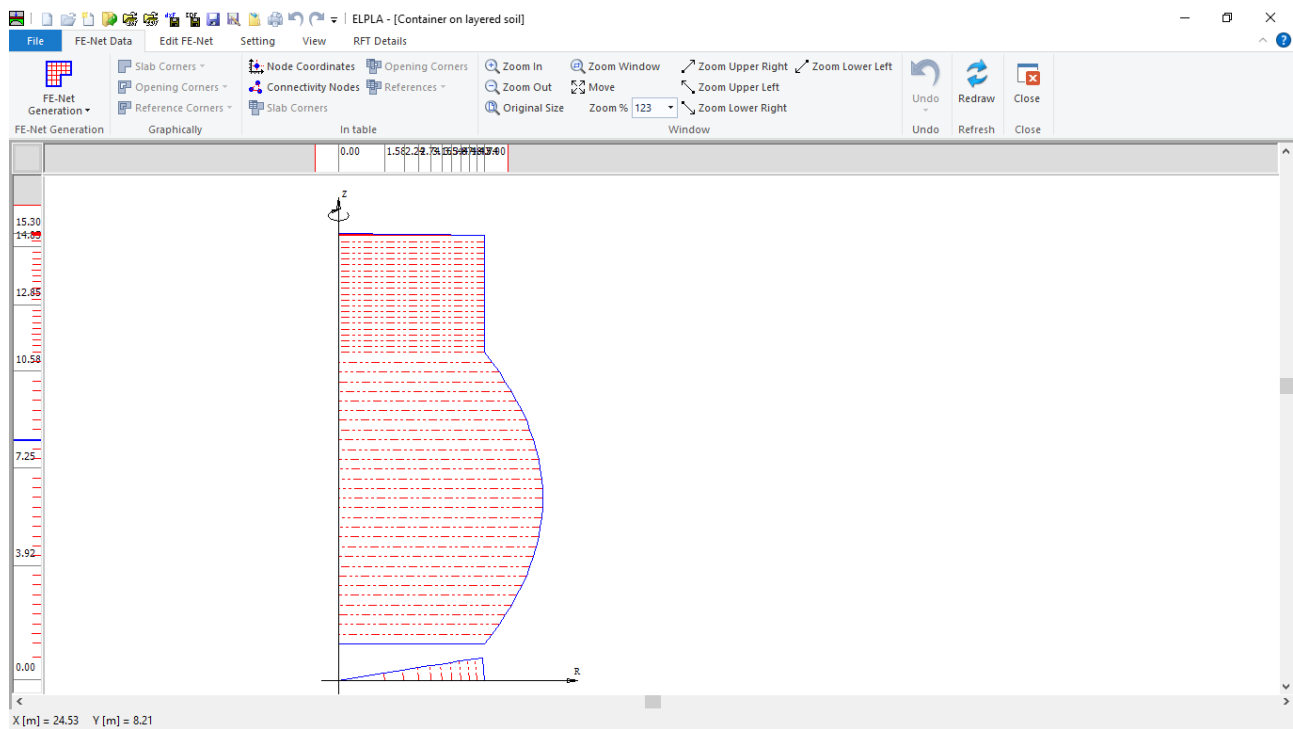 ELPLA - [Container on layered soil]
File FE-Net Data Edit FE-Net Setting View RFT Details
Slab Corners Node Coordinates Opening Corners Zoom In Zoom Window Zoom Upper Right Zoom Lower Left
Opening Corners Connectivity Nodes References Zoom Out Move Zoom Upper Left
FE-Net Generation Reference Corners Slab Corners Original Size Zoom % 123 Zoom Lower Right Undo Redraw Close
FE-Net Generation Graphically In table Window Undo Refresh Close
0.00 1.58
Z
15.30
14.85
12.85
10.58
7.25
3.92
0.00
R
X [m] = 24.53 Y [m] = 8.21